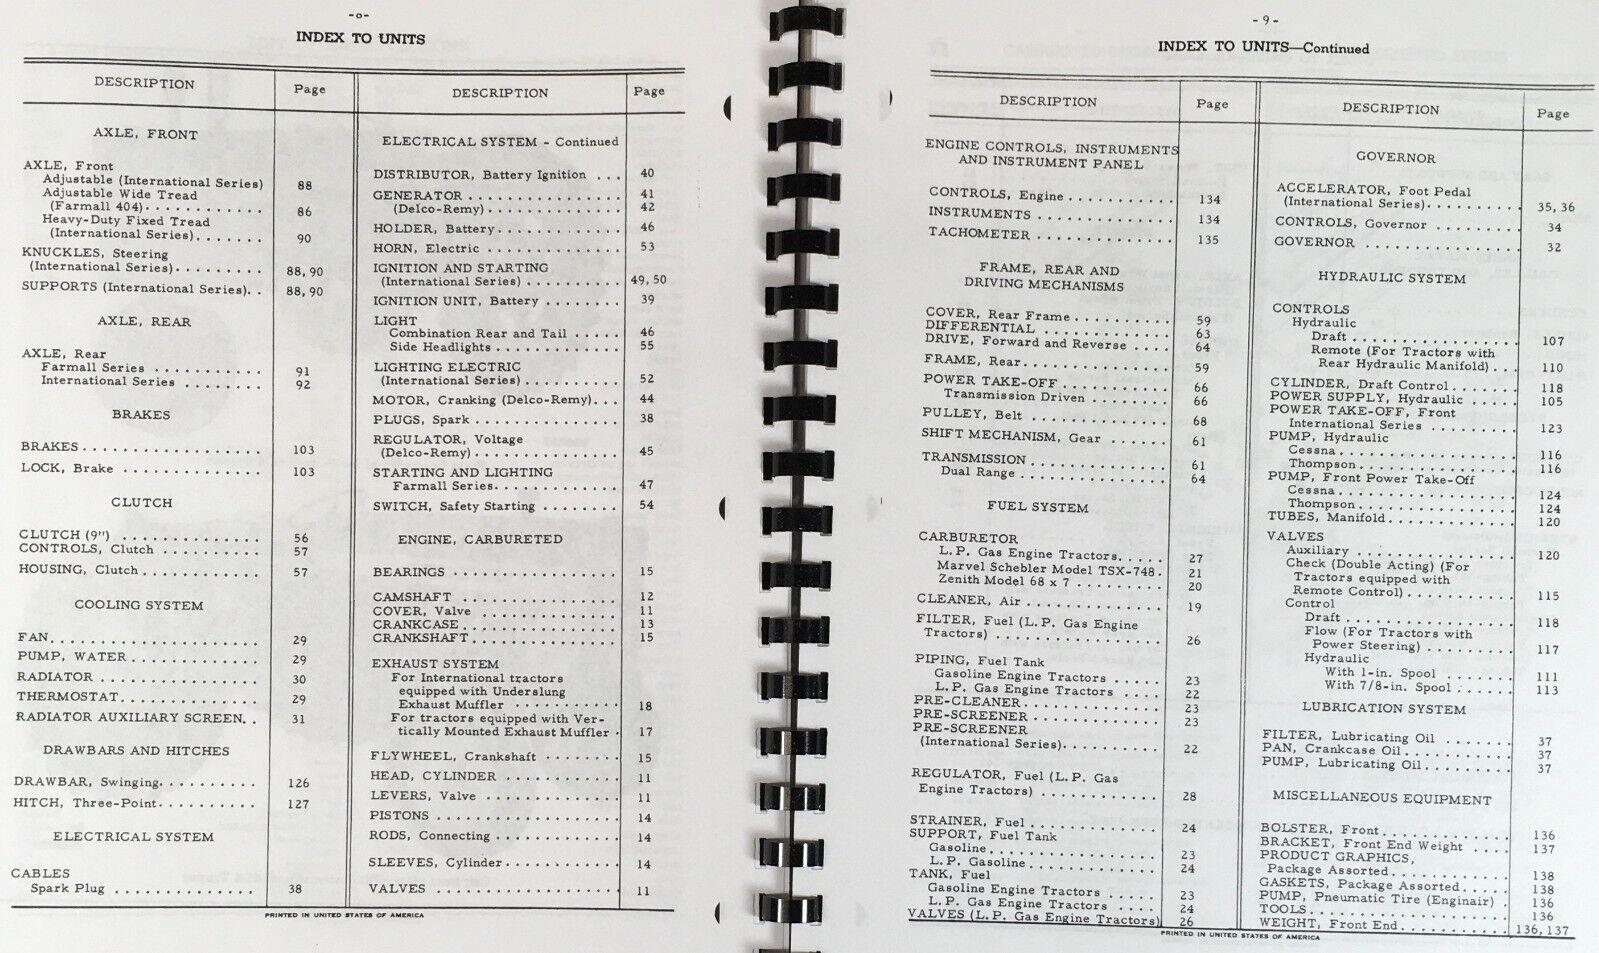 -o-
INDEX TO UNITS
DESCRIPTION Page
AXLE, FRONT
AXLE, Front
Adjustable (International Series) 88
Adjustable Wide Tread
(Farmall 404) 86
Heavy-Duty Fixed Tread
(International Series) 90
KNUCKLES, Steering
(International Series) 88, 90
SUPPORTS (International Series) 88, 90
AXLE, REAR
AXLE, Rear
Farmall Series 91
International Series 92
BRAKES
BRAKES 103
LOCK, Brake 103
CLUTCH
CLUTCH (9") 56
CONTROLS, Clutch 57
HOUSING, Clutch 57
COOLING SYSTEM
FAN 29
PUMP, WATER 29
RADIATOR 30
THERMOSTAT 29
RADIATOR AUXILIARY SCREEN 31
DRAWBARS AND HITCHES
DRAWBAR, Swinging 126
HITCH, Three-Point 127
ELECTRICAL SYSTEM
CABLES
Spark Plug 38
DESCRIPTION Page
ELECTRICAL SYSTEM - Continued
DISTRIBUTOR, Battery Ignition 40
GENERATOR 41
(Delco-Remy) 42
HOLDER, Battery 46
HORN, Electric 53
IGNITION AND STARTING
(International Series) 49, 50
IGNITION UNIT, Battery 39
LIGHT
Combination Rear and Tail 46
Side Headlights 55
LIGHTING ELECTRIC
(International Series) 52
MOTOR, Cranking (Delco-Remy) 44
PLUGS, Spark 38
REGULATOR, Voltage
(Delco-Remy) 45
STARTING AND LIGHTING
Farmall Series 47
SWITCH, Safety Starting 54
ENGINE, CARBURETED
BEARINGS 15
CAMSHAFT 12
COVER, Valve 11
CRANKCASE 13
CRANKSHAFT 15
EXHAUST SYSTEM
For International tractors
equipped with Underslung
Exhaust Muffler 18
For tractors equipped with Ver-
tically Mounted Exhaust Muffler 17
FLYWHEEL, Crankshaft 15
HEAD, CYLINDER 11
LEVERS, Valve 11
PISTONS 14
RODS, Connecting 14
SLEEVES, Cylinder 14
VALVES 11
PRINTED IN UNITED STATES OF AMERICA
-9-
INDEX TO UNITS—Continued
DESCRIPTION Page
ENGINE CONTROLS, INSTRUMENTS
AND INSTRUMENT PANEL
CONTROLS, Engine 134
INSTRUMENTS 134
TACHOMETER 135
FRAME, REAR AND
DRIVING MECHANISMS
COVER, Rear Frame 59
DIFFERENTIAL 63
DRIVE, Forward and Reverse 64
FRAME, Rear 59
POWER TAKE-OFF 66
Transmission Driven 66
PULLEY, Belt 68
SHIFT MECHANISM, Gear 61
TRANSMISSION 61
Dual Range 64
FUEL SYSTEM
CARBURETOR
L.P. Gas Engine Tractors 27
Marvel Schebler Model TSX-748 21
Zenith Model 68 x 7 20
CLEANER, Air 19
FILTER, Fuel (L.P. Gas Engine
Tractors) 26
PIPING, Fuel Tank
Gasoline Engine Tractors 23
L.P. Gas Engine Tractors 22
PRE-CLEANER 23
PRE-SCREENER 23
PRE-SCREENER
(International Series) 22
REGULATOR, Fuel (L.P. Gas
Engine Tractors) 28
STRAINER, Fuel 24
SUPPORT, Fuel Tank
Gasoline 23
L.P. Gasoline 24
TANK, Fuel
Gasoline Engine Tractors 23
L.P. Gas Engine Tractors 24
VALVES (L.P. Gas Engine Tractors) 26
DESCRIPTION Page
GOVERNOR
ACCELERATOR, Foot Pedal
(International Series) 35, 36
CONTROLS, Governor 34
GOVERNOR 32
HYDRAULIC SYSTEM
CONTROLS
Hydraulic
Draft 107
Remote (For Tractors with
Rear Hydraulic Manifold) 110
CYLINDER, Draft Control 118
POWER SUPPLY, Hydraulic 105
POWER TAKE-OFF, Front
International Series 123
PUMP, Hydraulic
Cessna 116
Thompson 116
PUMP, Front Power Take-Off
Cessna 124
Thompson 124
TUBES, Manifold 120
VALVES
Auxiliary 120
Check (Double Acting) (For
Tractors equipped with
Remote Control) 115
Control
Draft 118
Flow (For Tractors with
Power Steering) 117
Hydraulic
With 1-in. Spool 111
With 7/8-in. Spool 113
LUBRICATION SYSTEM
FILTER, Lubricating Oil 37
PAN, Crankcase Oil 37
PUMP, Lubricating Oil 37
MISCELLANEOUS EQUIPMENT
BOLSTER, Front 136
BRACKET, Front End Weight 137
PRODUCT GRAPHICS,
Package Assorted 138
GASKETS, Package Assorted 138
PUMP, Pneumatic Tire (Enginair) 136
TOOLS 136
WEIGHT, Front End 136, 137
PRINTED IN UNITED STATES OF AMERICA